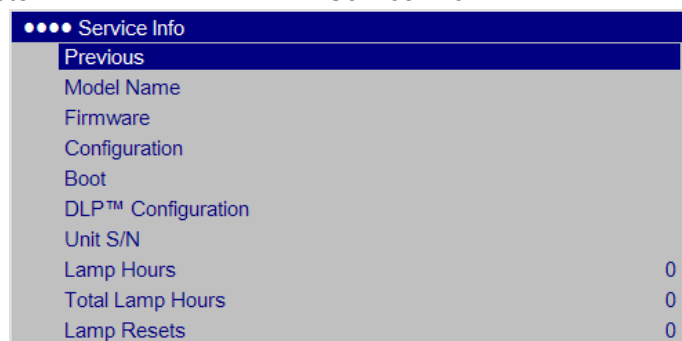 •••• Service Info
Previous
Model Name
Firmware
Configuration
Boot
DLP™ Configuration
Unit S/N
Lamp Hours 0
Total Lamp Hours 0
Lamp Resets 0